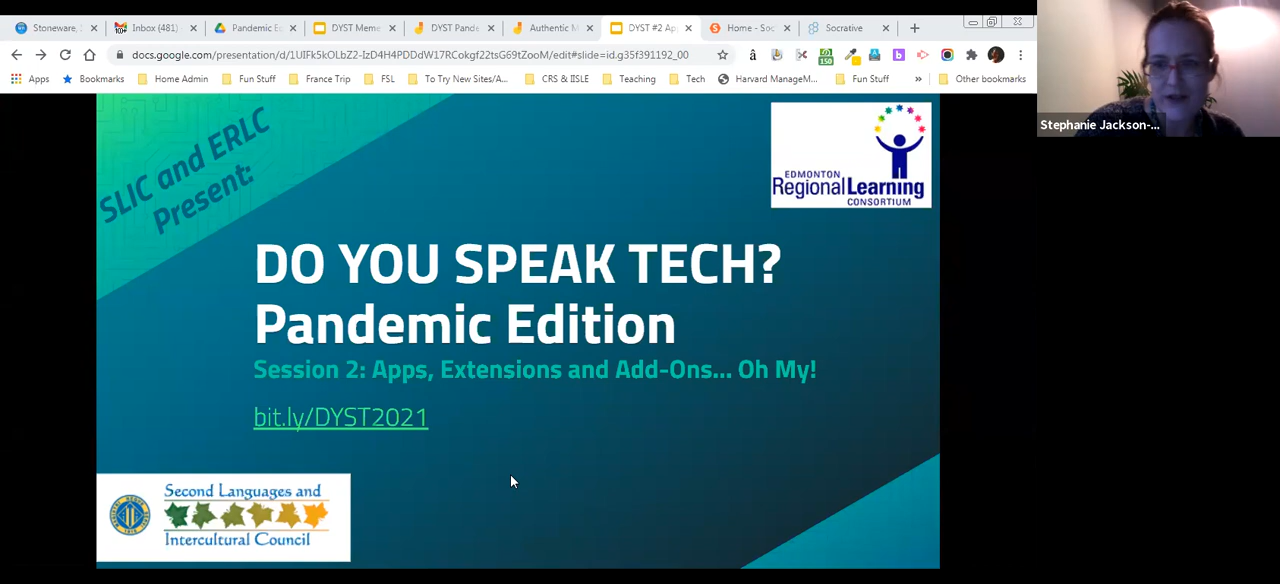 Stoneware,
Inbox (481)
Pandemic E
DYST Meme
DYST Pand
Authentic M
DYST #2 Ap
Home - Soc
Socrative
docs.google.com/presentation/d/1UIFk5kOLbZ2-IzD4H4PDDdW17RCokgf22tsG69tZooM/edit#slide=id.g35f391192_00
Apps
Bookmarks
Home Admin
Fun Stuff
France Trip
FSL
To Try New Sites/A...
CRS & ISLE
Teaching
Tech
Harvard ManageM...
Fun Stuff
Other bookmarks
Stephanie Jackson-...
SLIC and ERLC
Present:
EDMONTON
Regional Learning
CONSORTIUM
DO YOU SPEAK TECH?
Pandemic Edition
Session 2: Apps, Extensions and Add-Ons... Oh My!
bit.ly/DYST2021
Second Languages and
Intercultural Council